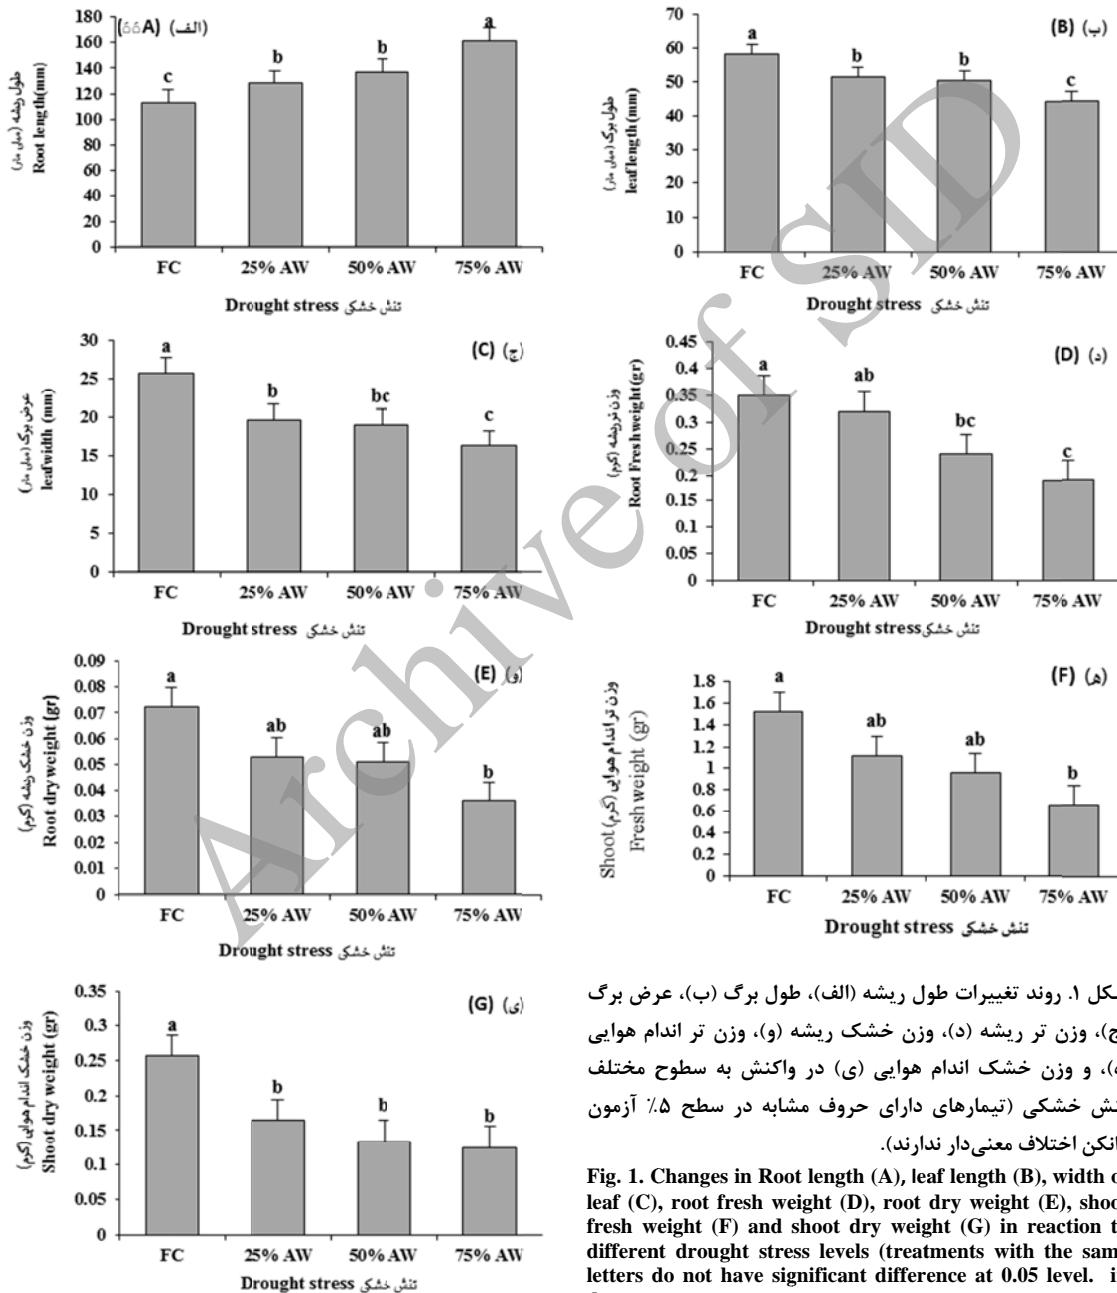 (الف) (ººA)
طول ریشه (میلی متر)
Root length(mm)
180
160
140
120
100
80
60
40
20
0
c
b
b
a
FC 25% AW 50% AW 75% AW
Drought stress تنش خشکی
(B) (ب)
طول برگ (میلی متر)
leaf length(mm)
70
60
50
40
30
20
10
0
a
b
b
c
FC 25% AW 50% AW 75% AW
Drought stress تنش خشکی
(C) (ج)
عرض برگ (میلی متر)
leaf width (mm)
30
25
20
15
10
5
0
a
b
bc
c
FC 25% AW 50% AW 75% AW
Drought stress تنش خشکی
(D) (د)
وزن تر ریشه (گرم)
Root Fresh weight(gr)
0.45
0.4
0.35
0.3
0.25
0.2
0.15
0.1
0.05
0
a
ab
bc
c
FC 25% AW 50% AW 75% AW
Drought stress تنش خشکی
(E) (و)
وزن خشک ریشه (گرم)
Root dry weight (gr)
0.09
0.08
0.07
0.06
0.05
0.04
0.03
0.02
0.01
0
a
ab
ab
b
FC 25% AW 50% AW 75% AW
Drought stress تنش خشکی
(F) (ه)
Shoot وزن تر اندام هوایی (گرم)
Fresh weight (gr)
1.8
1.6
1.4
1.2
1
0.8
0.6
0.4
0.2
0
a
ab
ab
b
FC 25% AW 50% AW 75% AW
Drought stress تنش خشکی
(G) (ی)
وزن خشک اندام هوایی (گرم)
Shoot dry weight (gr)
0.35
0.3
0.25
0.2
0.15
0.1
0.05
0
a
b
b
b
FC 25% AW 50% AW 75% AW
Drought stress تنش خشکی
شکل ۱. روند تغییرات طول ریشه (الف)، طول برگ (ب)، عرض برگ
ج)، وزن تر ریشه (د)، وزن خشک ریشه (و)، وزن تر اندام هوایی
)، و وزن خشک اندام هوایی (ی) در واکنش به سطوح مختلف
نش خشکی (تیمارهای دارای حروف مشابه در سطح ۵٪ آزمون
انکن اختلاف معنی‌دار ندارند).
Fig. 1. Changes in Root length (A), leaf length (B), width o
leaf (C), root fresh weight (D), root dry weight (E), shoo
fresh weight (F) and shoot dry weight (G) in reaction t
different drought stress levels (treatments with the sam
letters do not have significant difference at 0.05 level. i
Archive of SID